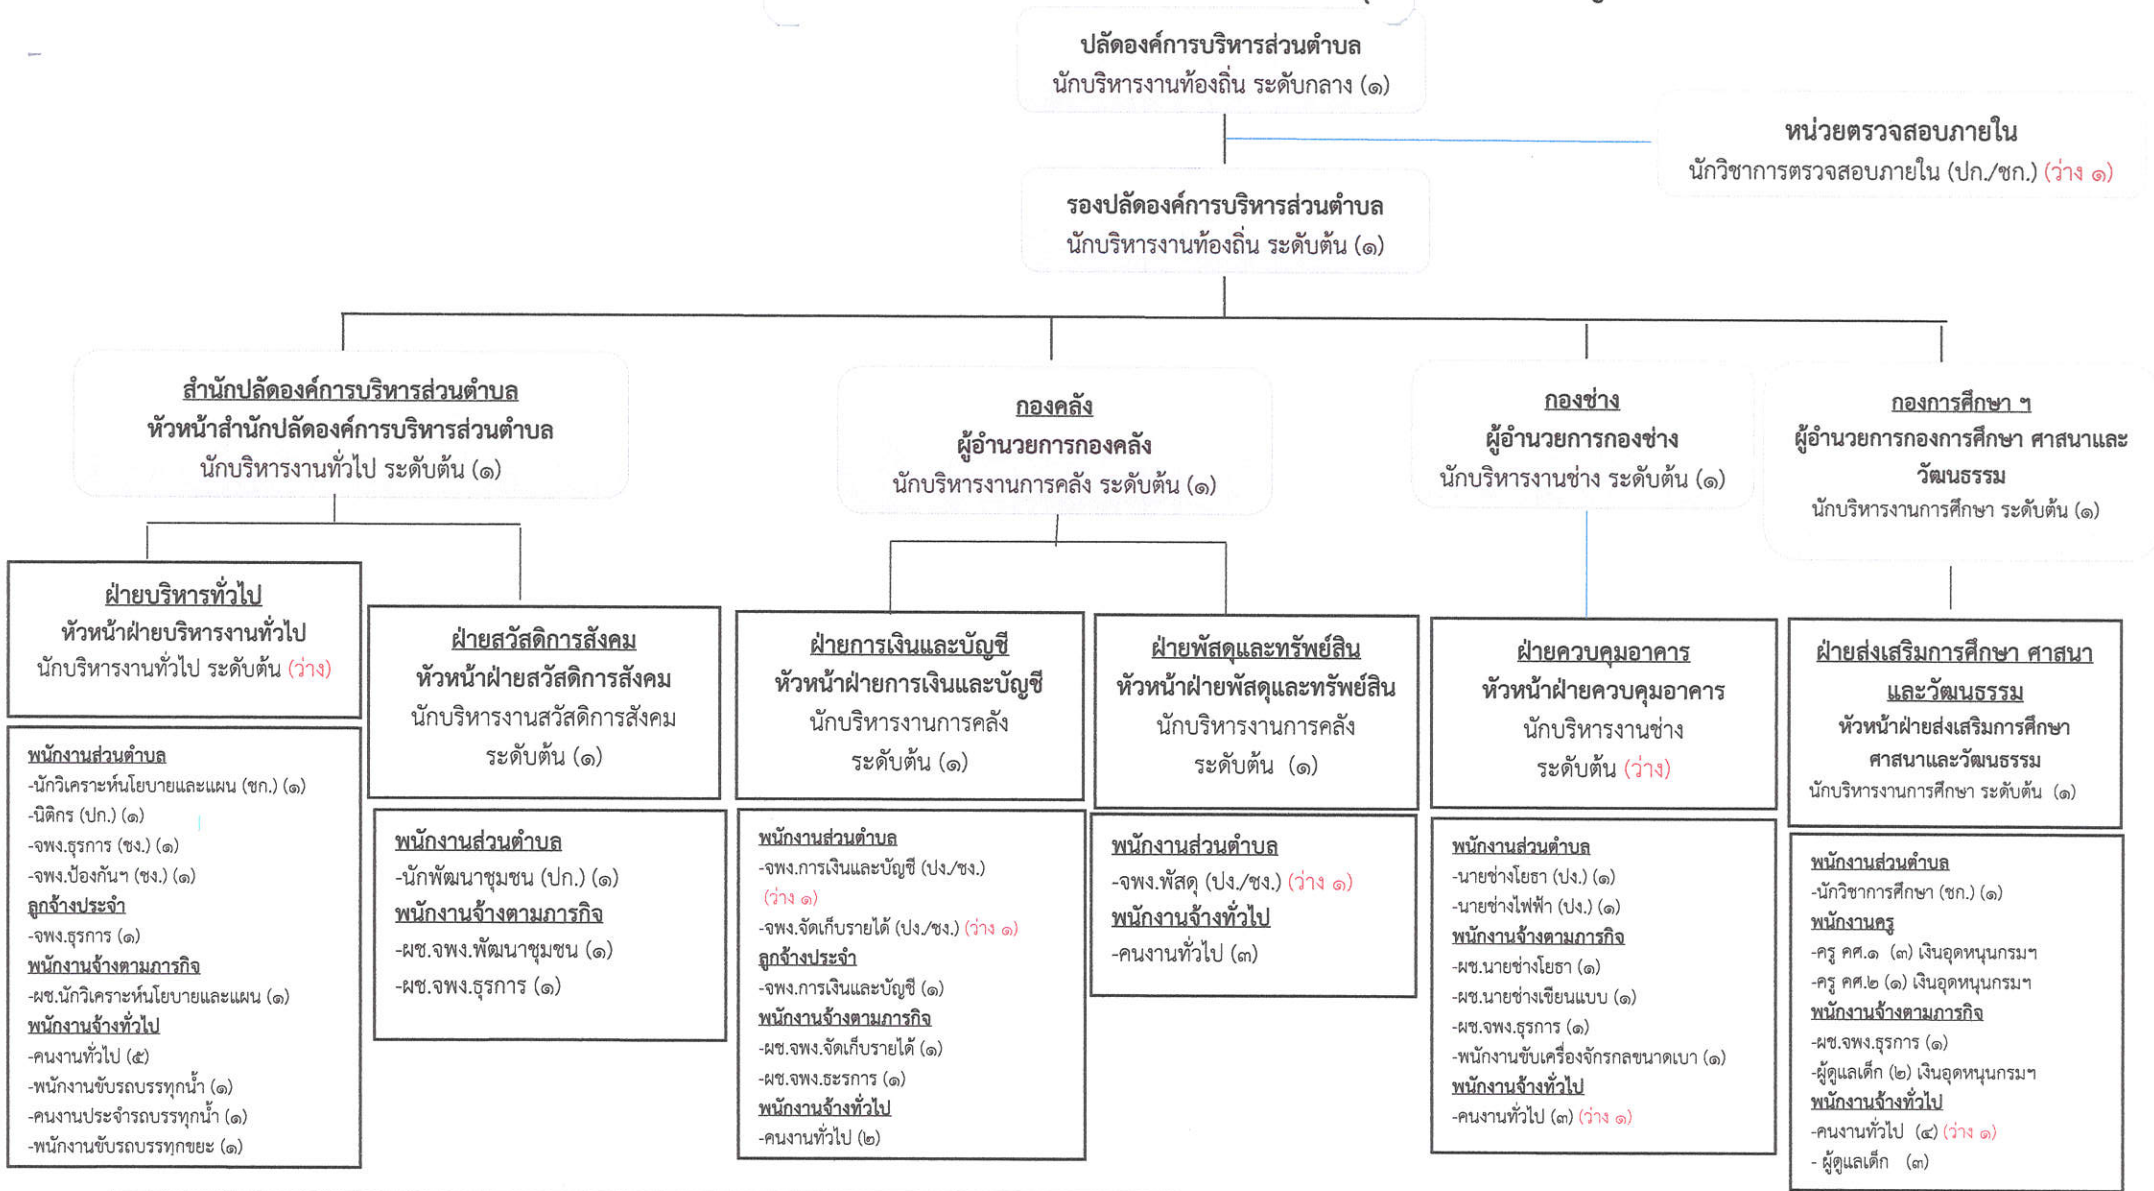 ปลัดองค์การบริหารส่วนตำบล
นักบริหารงานท้องถิ่น ระดับกลาง (๑)
หน่วยตรวจสอบภายใน
นักวิชาการตรวจสอบภายใน (ปก./ชก.) (ว่าง ๑)
รองปลัดองค์การบริหารส่วนตำบล
นักบริหารงานท้องถิ่น ระดับต้น (๑)
สำนักปลัดองค์การบริหารส่วนตำบล
หัวหน้าสำนักปลัดองค์การบริหารส่วนตำบล
นักบริหารงานทั่วไป ระดับต้น (๑)
กองคลัง
ผู้อำนวยการกองคลัง
นักบริหารงานการคลัง ระดับต้น (๑)
กองช่าง
ผู้อำนวยการกองช่าง
นักบริหารงานช่าง ระดับต้น (๑)
กองการศึกษา ฯ
ผู้อำนวยการกองการศึกษา ศาสนาและ
วัฒนธรรม
นักบริหารงานการศึกษา ระดับต้น (๑)
ฝ่ายบริหารทั่วไป
หัวหน้าฝ่ายบริหารงานทั่วไป
นักบริหารงานทั่วไป ระดับต้น (ว่าง)
พนักงานส่วนตำบล
-นักวิเคราะห์นโยบายและแผน (ชก.) (๑)
-นิติกร (ปก.) (๑)
-จพง.ธุรการ (ชง.) (๑)
-จพง.ป้องกันฯ (ชง.) (๑)
ลูกจ้างประจำ
-จพง.ธุรการ (๑)
พนักงานจ้างตามภารกิจ
-ผช.นักวิเคราะห์นโยบายและแผน (๑)
พนักงานจ้างทั่วไป
-คนงานทั่วไป (๕)
-พนักงานขับรถบรรทุกน้ำ (๑)
-คนงานประจำรถบรรทุกน้ำ (๑)
-พนักงานขับรถบรรทุกขยะ (๑)
ฝ่ายสวัสดิการสังคม
หัวหน้าฝ่ายสวัสดิการสังคม
นักบริหารงานสวัสดิการสังคม
ระดับต้น (๑)
พนักงานส่วนตำบล
-นักพัฒนาชุมชน (ปก.) (๑)
พนักงานจ้างตามภารกิจ
-ผช.จพง.พัฒนาชุมชน (๑)
-ผช.จพง.ธุรการ (๑)
ฝ่ายการเงินและบัญชี
หัวหน้าฝ่ายการเงินและบัญชี
นักบริหารงานการคลัง
ระดับต้น (๑)
พนักงานส่วนตำบล
-จพง.การเงินและบัญชี (ปง./ชง.)
(ว่าง ๑)
-จพง.จัดเก็บรายได้ (ปง./ชง.) (ว่าง ๑)
ลูกจ้างประจำ
-จพง.การเงินและบัญชี (๑)
พนักงานจ้างตามภารกิจ
-ผช.จพง.จัดเก็บรายได้ (๑)
-ผช.จพง.ธะรการ (๑)
พนักงานจ้างทั่วไป
-คนงานทั่วไป (๒)
ฝ่ายพัสดุและทรัพย์สิน
หัวหน้าฝ่ายพัสดุและทรัพย์สิน
นักบริหารงานการคลัง
ระดับต้น (๑)
พนักงานส่วนตำบล
-จพง.พัสดุ (ปง./ชง.) (ว่าง ๑)
พนักงานจ้างทั่วไป
-คนงานทั่วไป (๓)
ฝ่ายควบคุมอาคาร
หัวหน้าฝ่ายควบคุมอาคาร
นักบริหารงานช่าง
ระดับต้น (ว่าง)
พนักงานส่วนตำบล
-นายช่างโยธา (ปง.) (๑)
-นายช่างไฟฟ้า (ปง.) (๑)
พนักงานจ้างตามภารกิจ
-ผช.นายช่างโยธา (๑)
-ผช.นายช่างเขียนแบบ (๑)
-ผช.จพง.ธุรการ (๑)
-พนักงานขับเครื่องจักรกลขนาดเบา (๑)
พนักงานจ้างทั่วไป
-คนงานทั่วไป (๓) (ว่าง ๑)
ฝ่ายส่งเสริมการศึกษา ศาสนา
และวัฒนธรรม
หัวหน้าฝ่ายส่งเสริมการศึกษา
ศาสนาและวัฒนธรรม
นักบริหารงานการศึกษา ระดับต้น (๑)
พนักงานส่วนตำบล
-นักวิชาการศึกษา (ชก.) (๑)
พนักงานครู
-ครู คศ.๑ (๓) เงินอุดหนุนกรมฯ
-ครู คศ.๒ (๑) เงินอุดหนุนกรมฯ
พนักงานจ้างตามภารกิจ
-ผช.จพง.ธุรการ (๑)
-ผู้ดูแลเด็ก (๒) เงินอุดหนุนกรมฯ
พนักงานจ้างทั่วไป
-คนงานทั่วไป (๔) (ว่าง ๑)
- ผู้ดูแลเด็ก (๓)